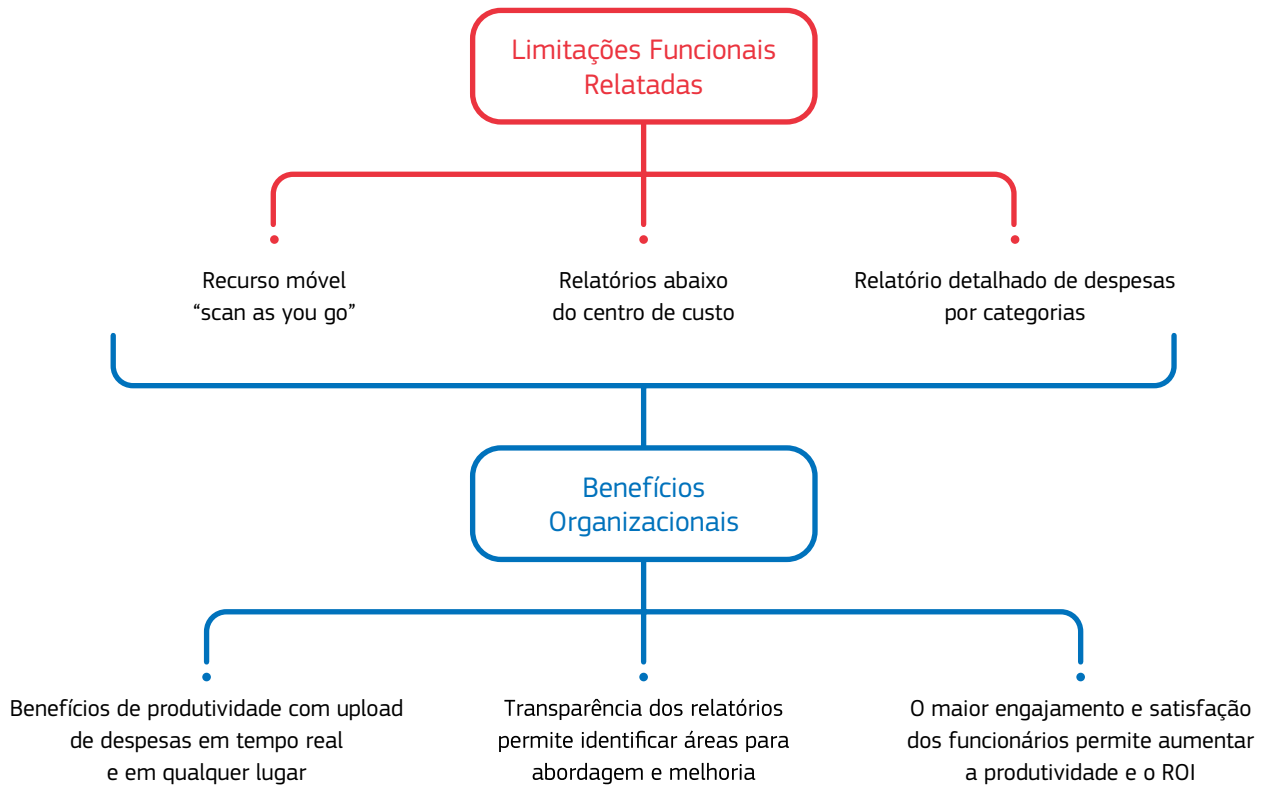 Limitações Funcionais
Relatadas
Recurso móvel
“scan as you go”
Relatórios abaixo
do centro de custo
Relatório detalhado de despesas
por categorias
Benefícios
Organizacionais
Benefícios de produtividade com upload
de despesas em tempo real
e em qualquer lugar
Transparência dos relatórios
permite identificar áreas para
abordagem e melhoria
O maior engajamento e satisfação
dos funcionários permite aumentar
a produtividade e o ROI